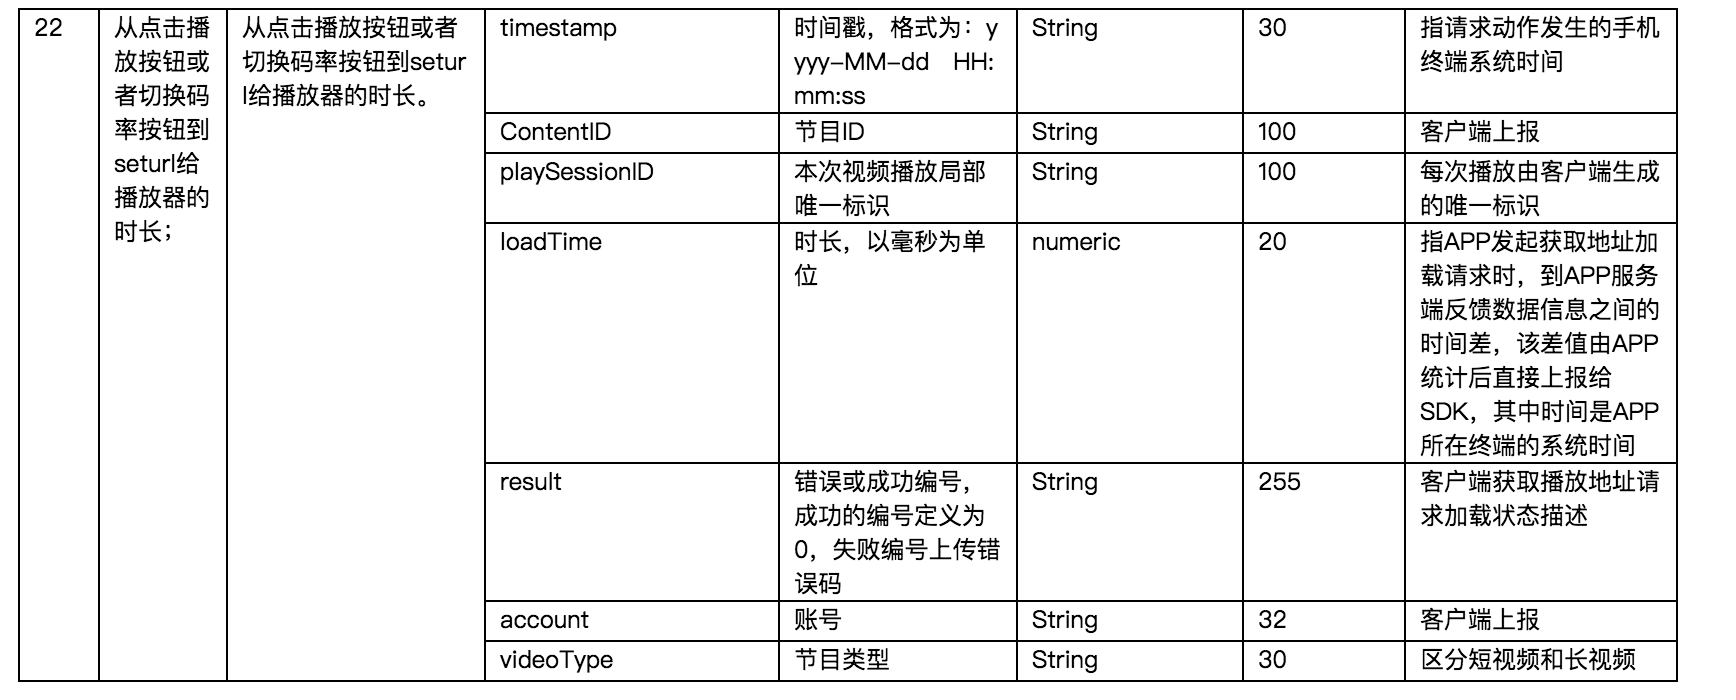 22
从点击播
放按钮或
者切换码
率按钮到
seturl给
播放器的
时长；
从点击播放按钮或者
切换码率按钮到setur
l给播放器的时长。
timestamp
时间戳，格式为：y
yyy-MM-dd HH:
mm:ss
String
30
指请求动作发生的手机
终端系统时间
ContentID
节目ID
String
100
客户端上报
playSessionID
本次视频播放局部
唯一标识
String
100
每次播放由客户端生成
的唯一标识
loadTime
时长，以毫秒为单
位
numeric
20
指APP发起获取地址加
载请求时，到APP服务
端反馈数据信息之间的
时间差，该差值由APP
统计后直接上报给
SDK，其中时间是APP
所在终端的系统时间
result
错误或成功编号，
成功的编号定义为
0，失败编号上传错
误码
String
255
客户端获取播放地址请
求加载状态描述
account
账号
String
32
客户端上报
videoType
节目类型
String
30
区分短视频和长视频